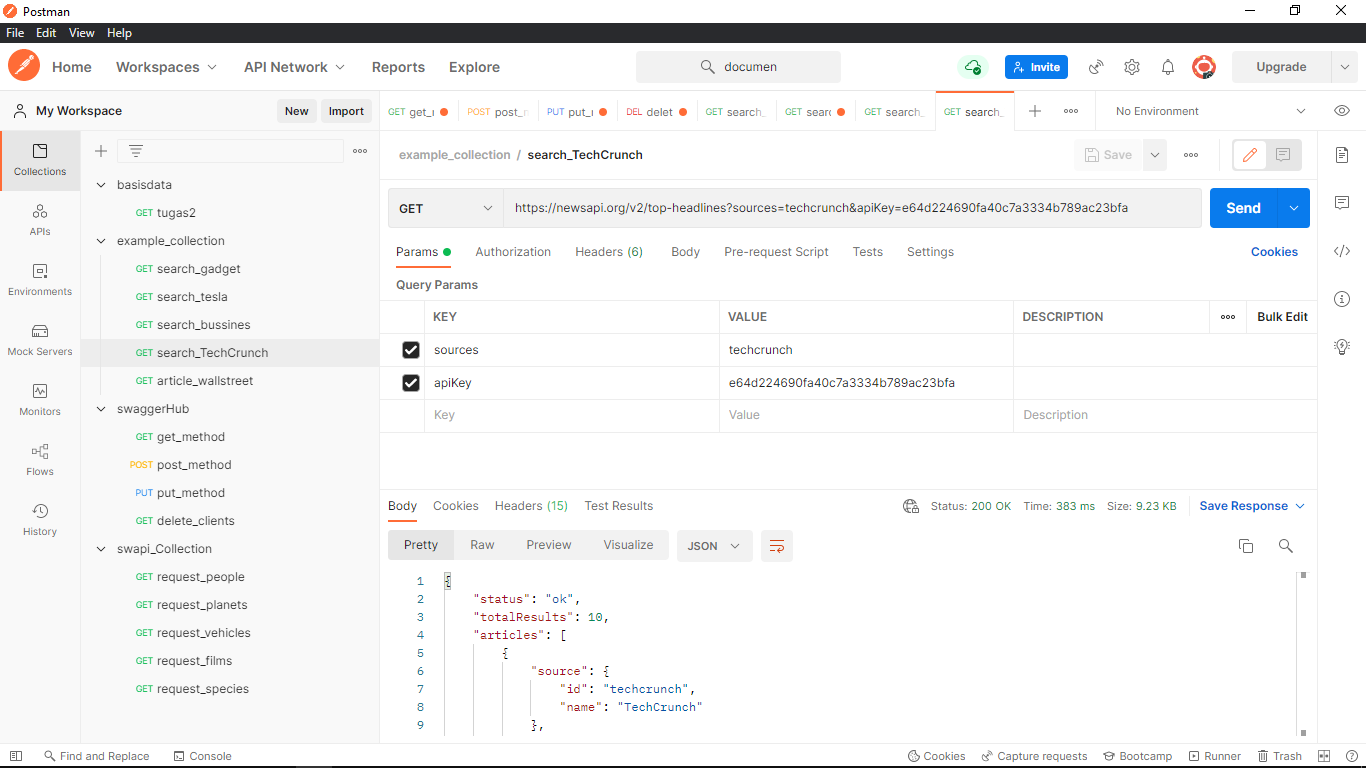 Postman
File Edit View Help
Home Workspaces API Network Reports Explore documen Invite Upgrade
My Workspace New Import
GET get_ POST post_ PUT put_ DEL delet GET search_ GET sear GET search_ GET search_ No Environment
Collections
APIs
Environments
Mock Servers
Monitors
Flows
History
basisdata
GET tugas2
example_collection
GET search_gadget
GET search_tesla
GET search_bussines
GET search_TechCrunch
GET article_wallstreet
swaggerHub
GET get_method
POST post_method
PUT put_method
GET delete_clients
swapi_Collection
GET request_people
GET request_planets
GET request_vehicles
GET request_films
GET request_species
example_collection / search_TechCrunch Save
GET https://newsapi.org/v2/top-headlines?sources=techcrunch&apiKey=e64d224690fa40c7a3334b789ac23bfa Send
Params Authorization Headers (6) Body Pre-request Script Tests Settings Cookies
Query Params
KEY VALUE DESCRIPTION Bulk Edit
sources techcrunch
apiKey e64d224690fa40c7a3334b789ac23bfa
Key Value Description
Body Cookies Headers (15) Test Results Status: 200 OK Time: 383 ms Size: 9.23 KB Save Response
Pretty Raw Preview Visualize JSON
1 {
2 "status": "ok",
3 "totalResults": 10,
4 "articles": [
5 {
6 "source": {
7 "id": "techcrunch",
8 "name": "TechCrunch"
9 },
Find and Replace Console Cookies Capture requests Bootcamp Runner Trash